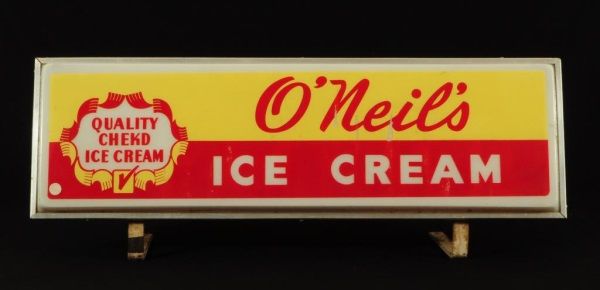 QUALITY
CHEKD
ICE CREAM
O'Neil's
ICE CREAM